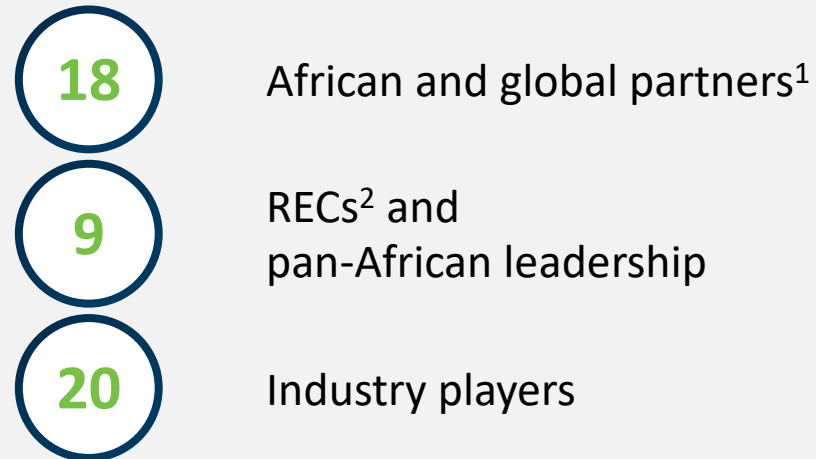 18 African and global partners¹
9 RECs² and
pan-African leadership
20 Industry players